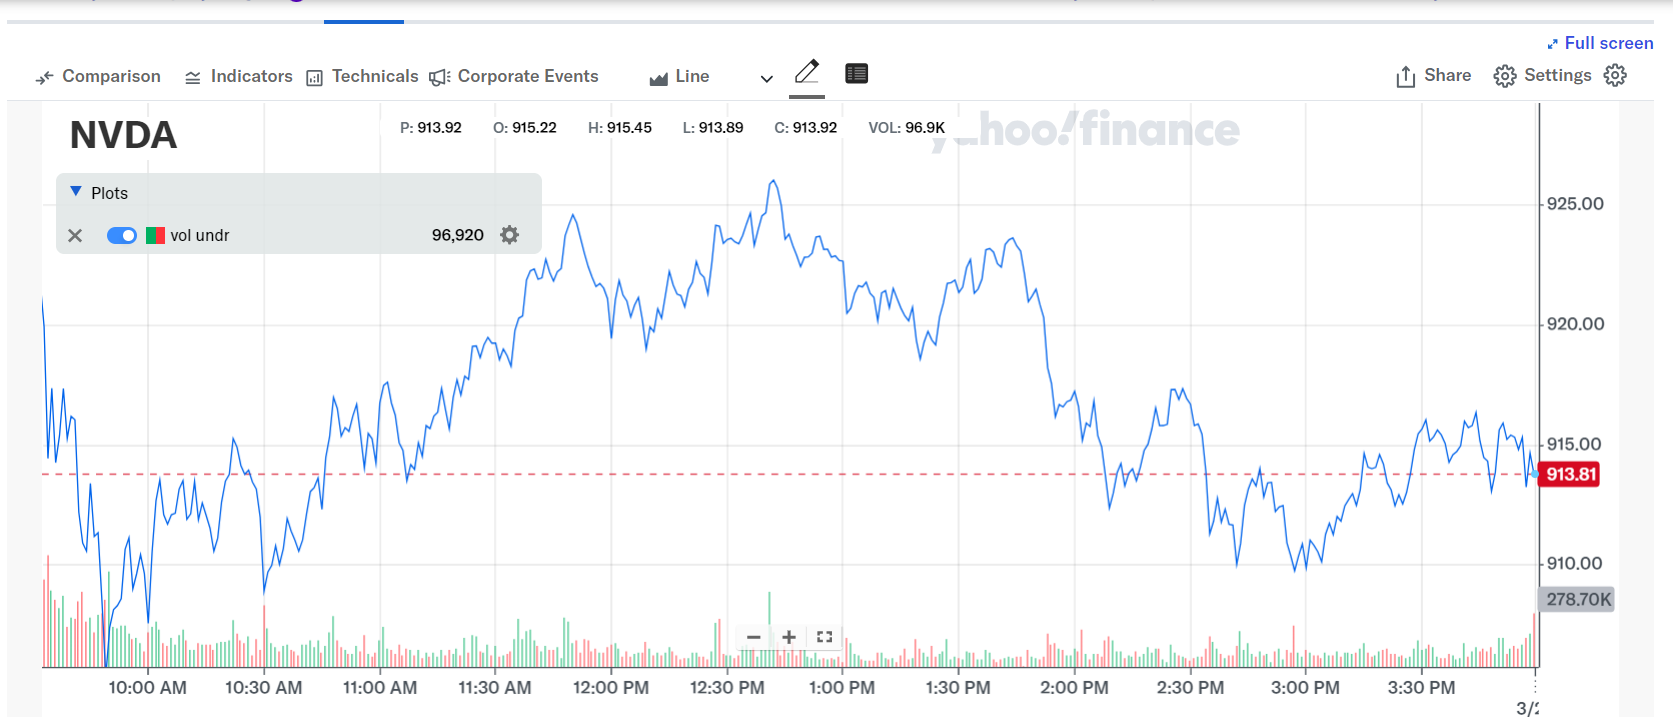 Full screen
Comparison Indicators Technicals Corporate Events Line Share Settings
NVDA P: 913.92 O: 915.22 H: 915.45 L: 913.89 C: 913.92 VOL: 96.9K yahoo!finance
Plots
vol undr 96,920
925.00
920.00
915.00
913.81
910.00
278.70K
10:00 AM 10:30 AM 11:00 AM 11:30 AM 12:00 PM 12:30 PM 1:00 PM 1:30 PM 2:00 PM 2:30 PM 3:00 PM 3:30 PM